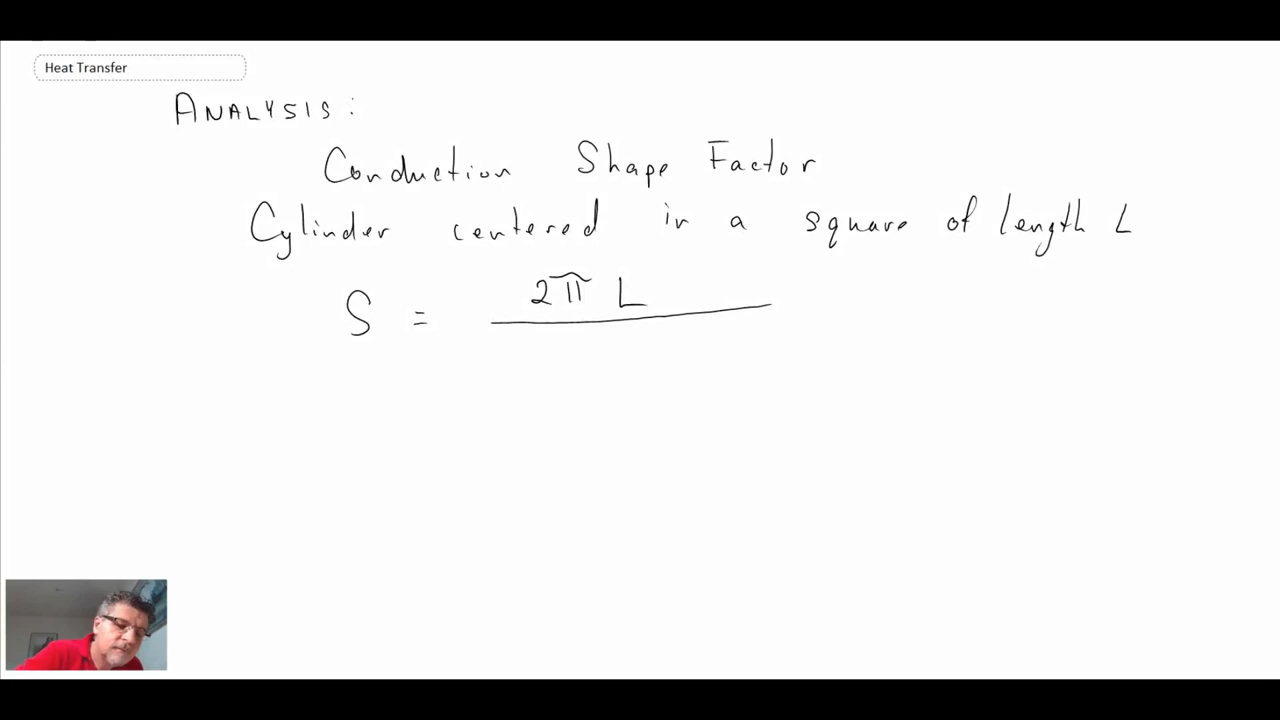 Heat Transfer
ANALYSIS:
Conduction Shape Factor
Cylinder centered in a square of length L
S = 2π L